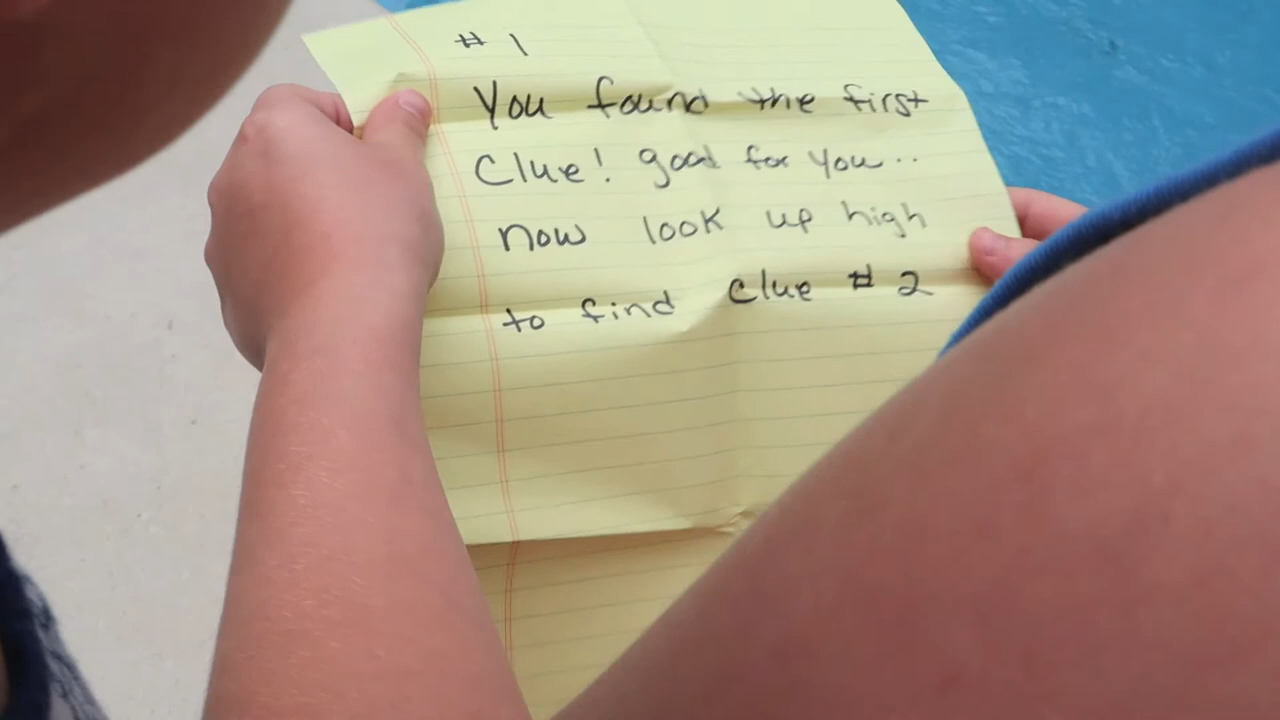 # 1
You found the first
Clue! good for you..
now look up high
to find Clue # 2